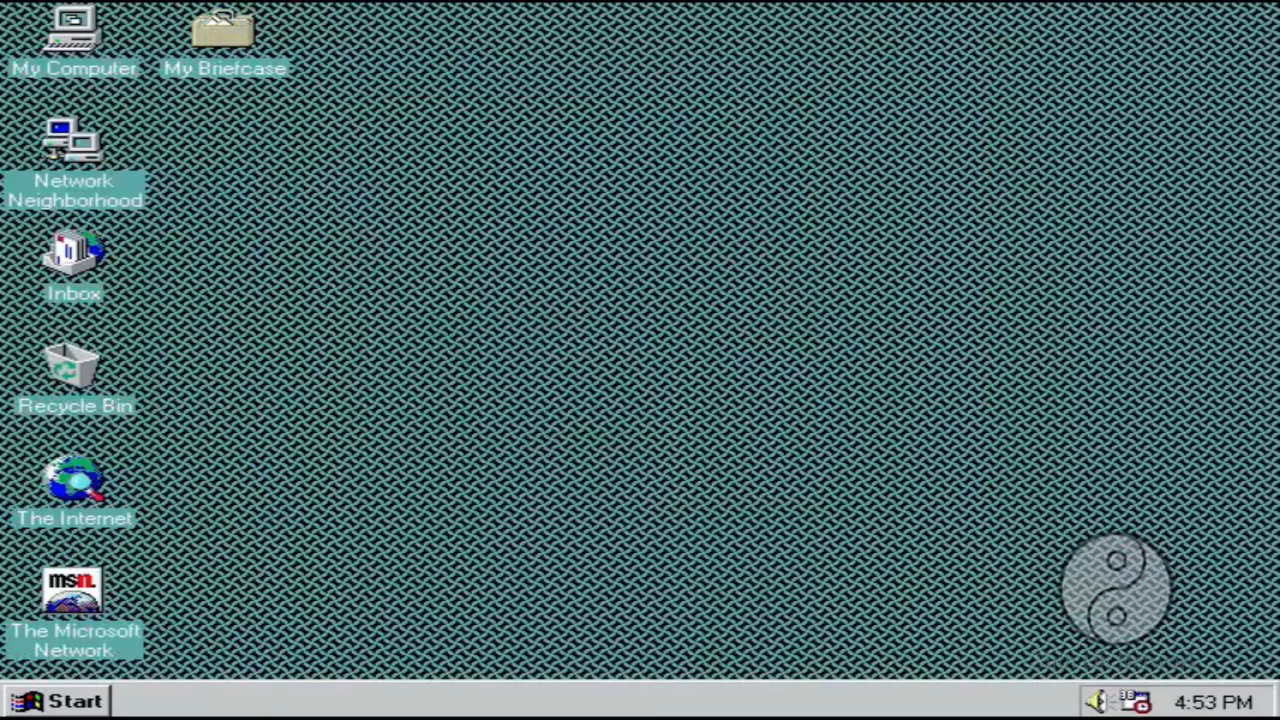 My Computer
My Briefcase
Network
Neighborhood
Inbox
Recycle Bin
The Internet
msn.
The Microsoft
Network
Start
4:53 PM